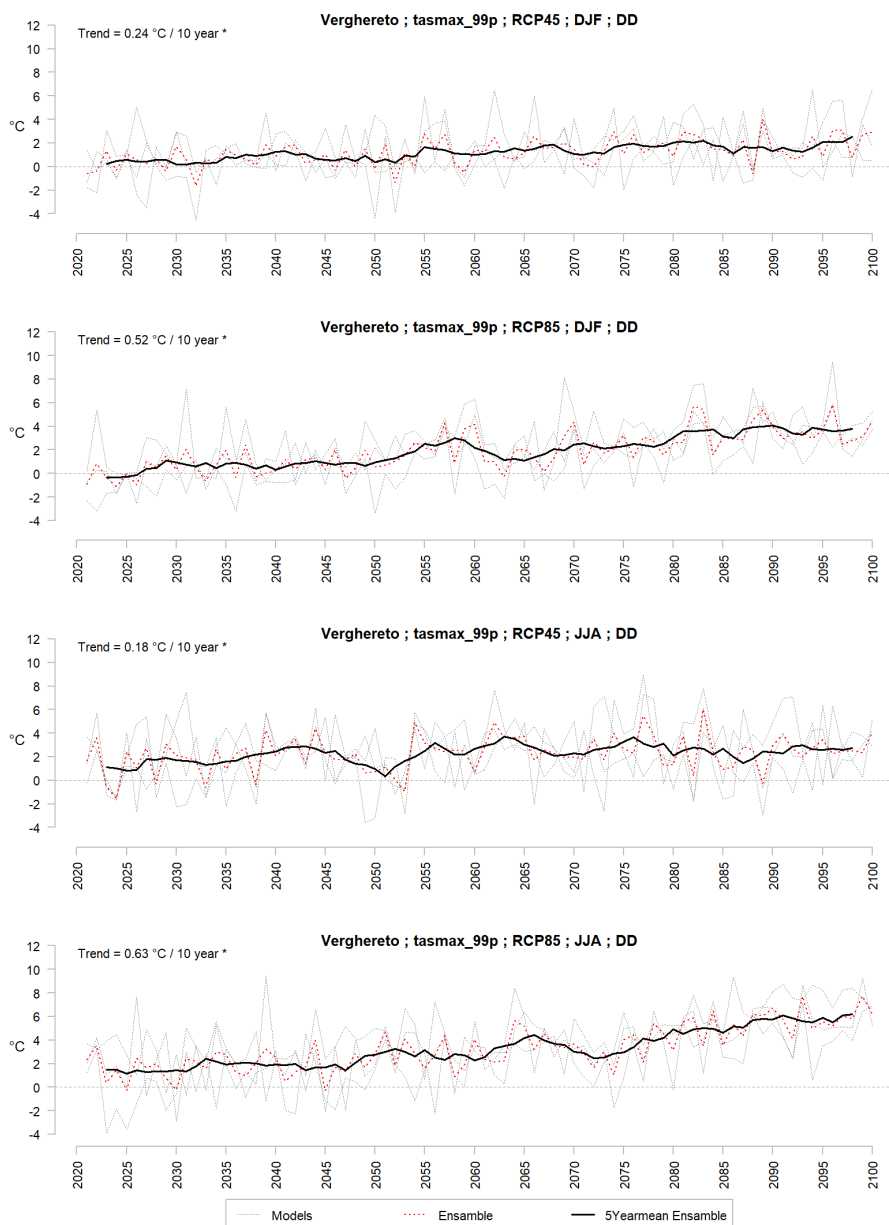 Verghereto ; tasmax_99p ; RCP45 ; DJF ; DD
Trend = 0.24 °C / 10 year *
°C
12
10
8
6
4
2
0
-2
-4
2020 2025 2030 2035 2040 2045 2050 2055 2060 2065 2070 2075 2080 2085 2090 2095 2100
Verghereto ; tasmax_99p ; RCP85 ; DJF ; DD
Trend = 0.52 °C / 10 year *
°C
12
10
8
6
4
2
0
-2
-4
2020 2025 2030 2035 2040 2045 2050 2055 2060 2065 2070 2075 2080 2085 2090 2095 2100
Verghereto ; tasmax_99p ; RCP45 ; JJA ; DD
Trend = 0.18 °C / 10 year *
°C
12
10
8
6
4
2
0
-2
-4
2020 2025 2030 2035 2040 2045 2050 2055 2060 2065 2070 2075 2080 2085 2090 2095 2100
Verghereto ; tasmax_99p ; RCP85 ; JJA ; DD
Trend = 0.63 °C / 10 year *
°C
12
10
8
6
4
2
0
-2
-4
2020 2025 2030 2035 2040 2045 2050 2055 2060 2065 2070 2075 2080 2085 2090 2095 2100
Models Ensamble 5Yearmean Ensamble